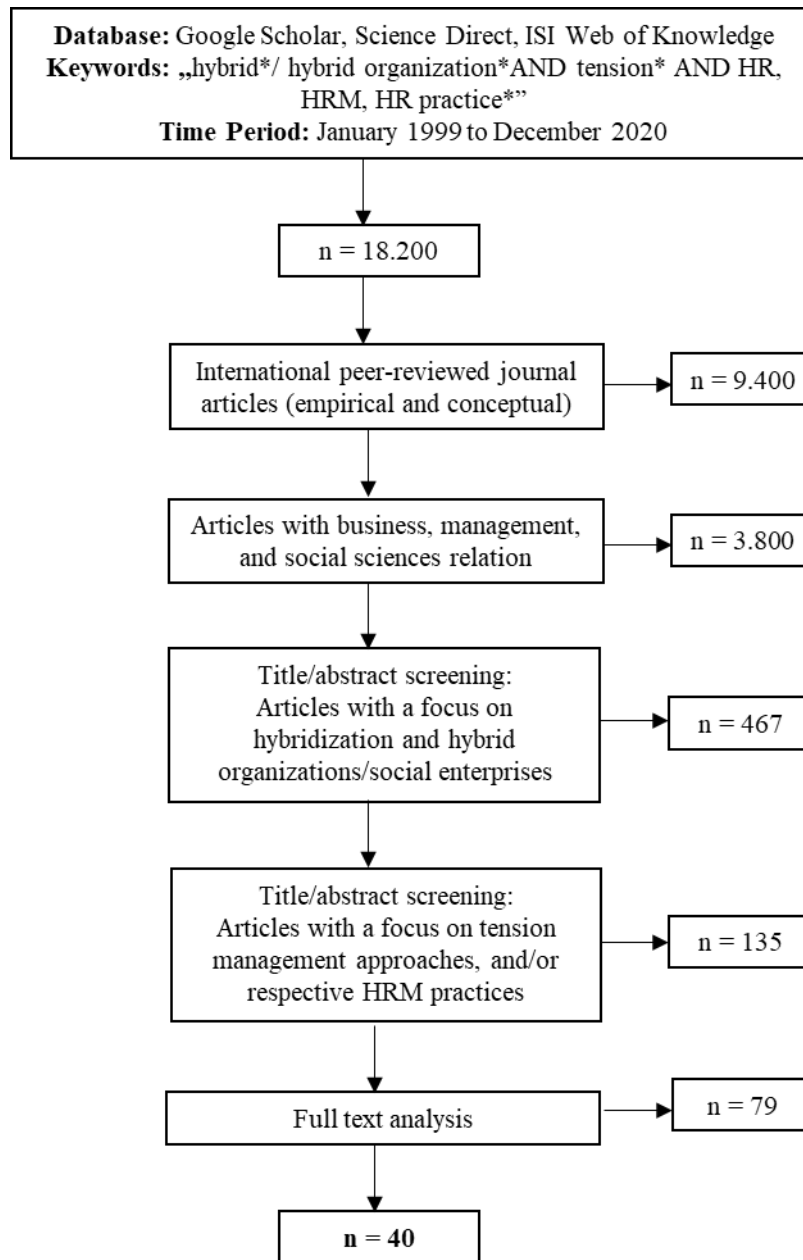 Database: Google Scholar, Science Direct, ISI Web of Knowledge
Keywords: „hybrid*/ hybrid organization*AND tension* AND HR,
HRM, HR practice*”
Time Period: January 1999 to December 2020
n = 18.200
International peer-reviewed journal
articles (empirical and conceptual)
n = 9.400
Articles with business, management,
and social sciences relation
n = 3.800
Title/abstract screening:
Articles with a focus on
hybridization and hybrid
organizations/social enterprises
n = 467
Title/abstract screening:
Articles with a focus on tension
management approaches, and/or
respective HRM practices
n = 135
Full text analysis
n = 79
n = 40